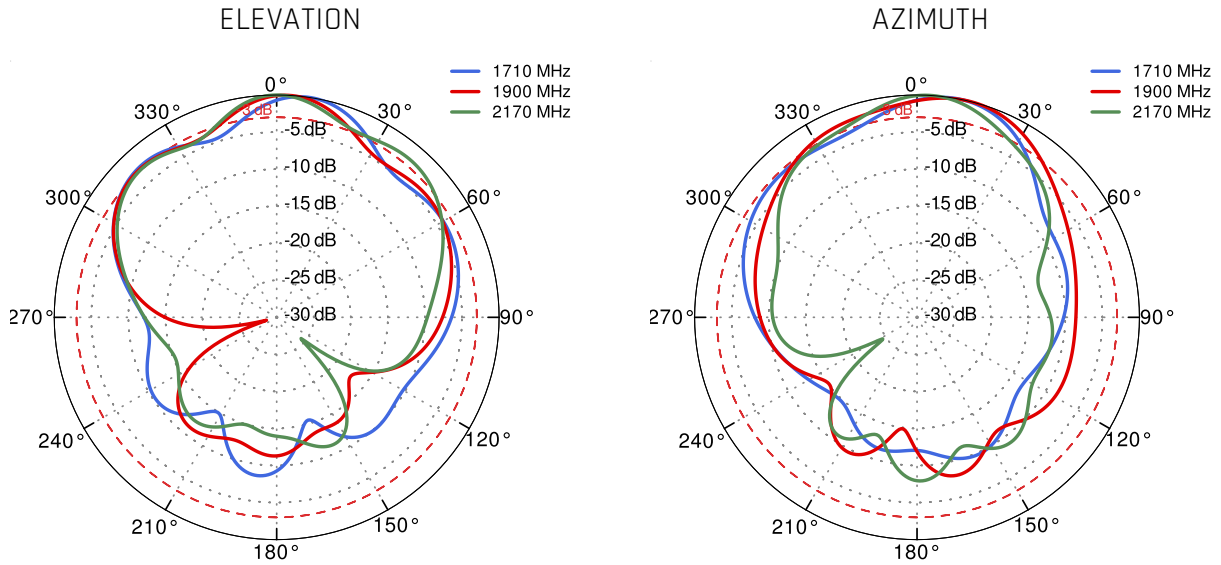 ELEVATION
1710 MHz
1900 MHz
2170 MHz
0°
330°
30°
3 dB
-5 dB
-10 dB
300°
60°
-15 dB
-20 dB
-25 dB
270°
-30 dB
90°
240°
120°
210°
150°
180°
AZIMUTH
1710 MHz
1900 MHz
2170 MHz
0°
330°
30°
-5 dB
-10 dB
300°
60°
-15 dB
-20 dB
-25 dB
270°
-30 dB
90°
240°
120°
210°
150°
180°